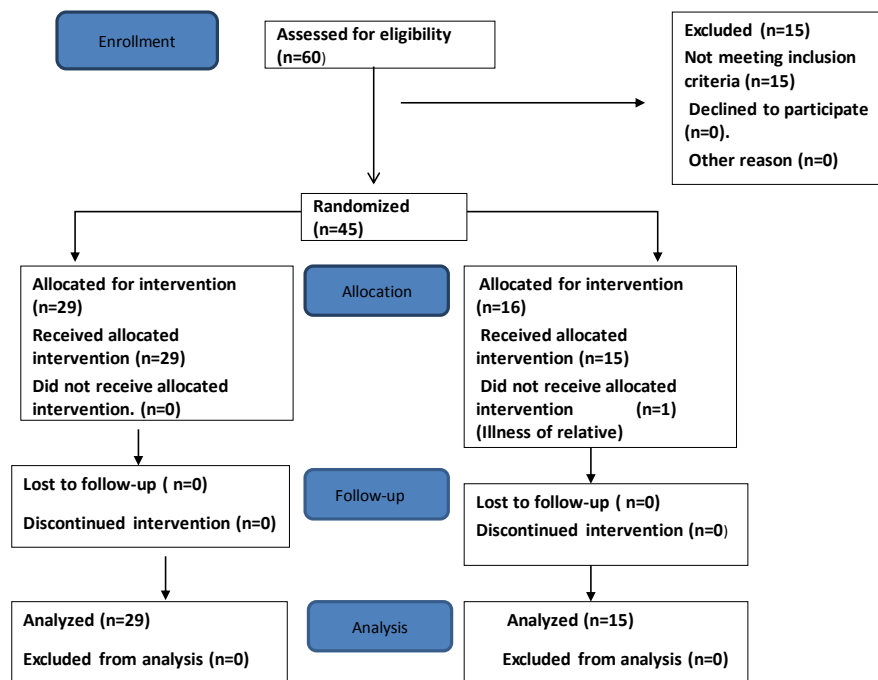 Enrollment
Assessed for eligibility
(n=60)
Excluded (n=15)
Not meeting inclusion
criteria (n=15)
Declined to participate
(n=0).
Other reason (n=0)
Randomized
(n=45)
Allocated for intervention
(n=29)
Received allocated
intervention (n=29)
Did not receive allocated
intervention. (n=0)
Allocation
Allocated for intervention
(n=16)
Received allocated
intervention (n=15)
Did not receive allocated
intervention (n=1)
(Illness of relative)
Lost to follow-up ( n=0)
Discontinued intervention (n=0)
Follow-up
Lost to follow-up ( n=0)
Discontinued intervention (n=0)
Analyzed (n=29)
Excluded from analysis (n=0)
Analysis
Analyzed (n=15)
Excluded from analysis (n=0)